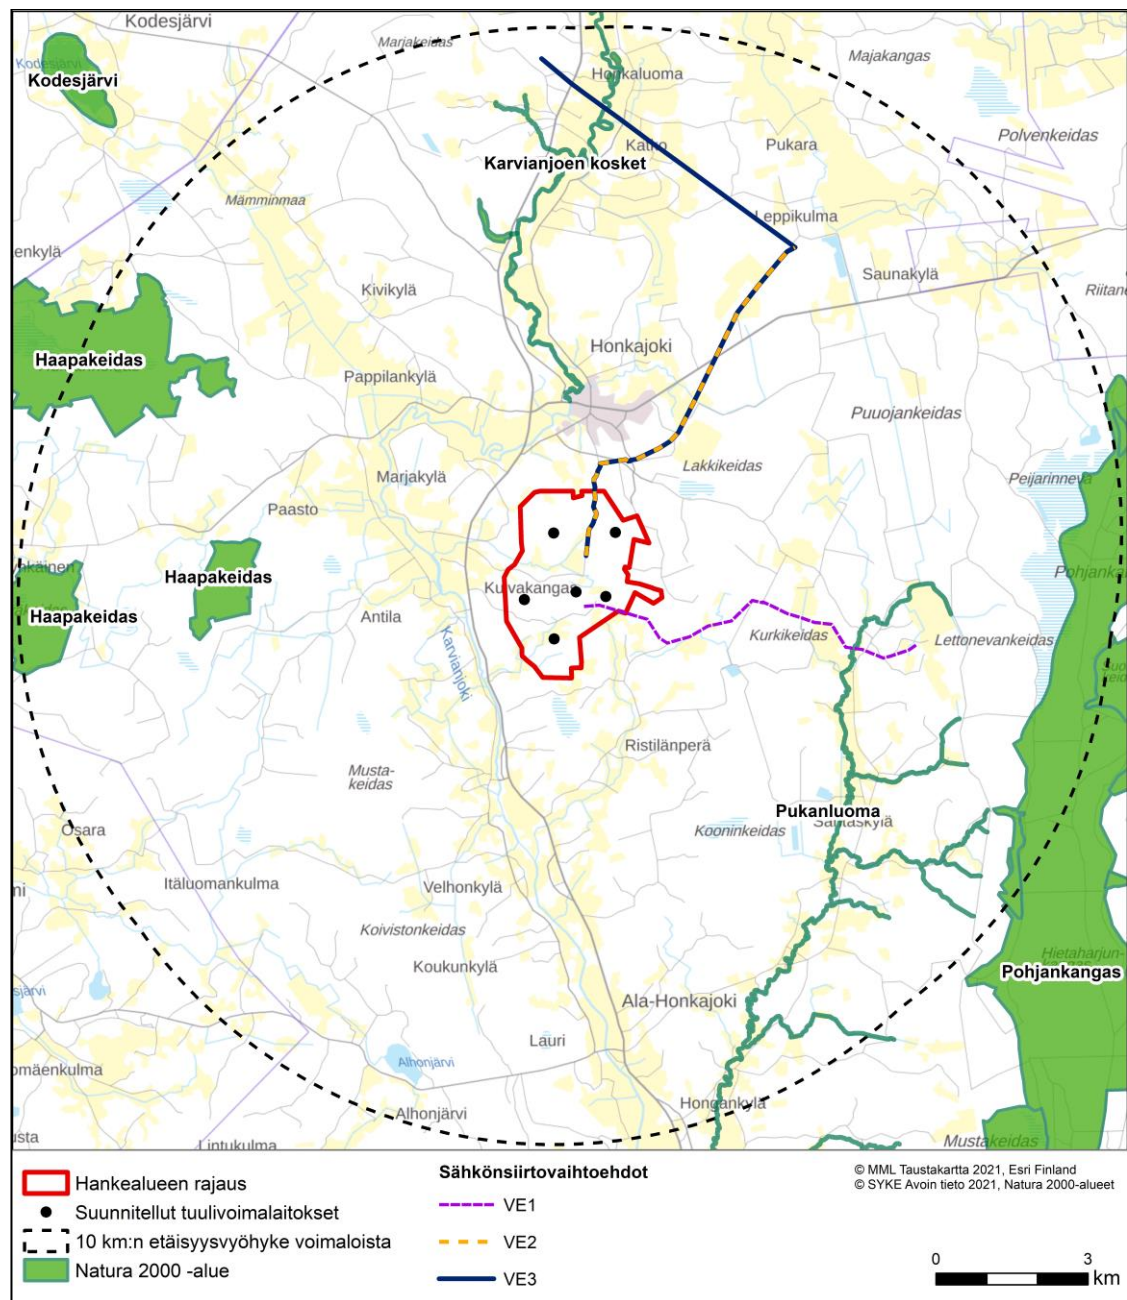 Kodesjärvi
Marjakeidas
Kodesjärvi
Kodesjärvi
Honkaluoma
Majakangas
Polvenkeidas
Karvianjoen kosket
Pukara
Mämminmaa
Leppikulma
enkylä
Saunakylä
Kivikylä
Haapakeidas
Honkajoki
Pappilankylä
Puuojankeidas
Marjakylä
Lakkikeidas
Peijarinneva
Paasto
Haapakeidas
Kuivakangas
Haapakeidas
Antila
Kurkikeidas
Lettonevankeidas
Karvianjoki
Ristilänperä
Musta-
keidas
Pukanluoma
Kooninkeidas
Osara
Itäluomankulma
Velhonkylä
Koivistonkeidas
Koukunkylä
Pohjankangas
Ala-Honkajoki
Lauri
Alhonjärvi
omäenkulma
Hongankylä
Alhonjärvi
Mustakeidas
usta
Lintukulma
Hankealueen rajaus
Suunnitellut tuulivoimalaitokset
10 km:n etäisyysvyöhyke voimaloista
Natura 2000 -alue
Sähkönsiirtovaihtoehdot
VE1
VE2
VE3
© MML Taustakartta 2021, Esri Finland
© SYKE Avoin tieto 2021, Natura 2000-alueet
0 3
km